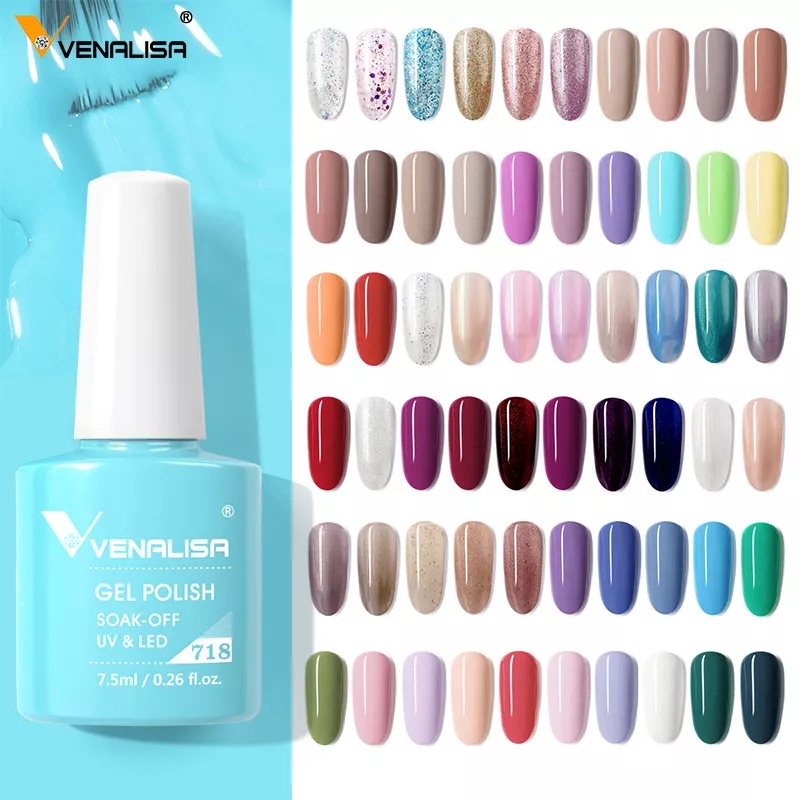 VENALISA®
VENALISA®
GEL POLISH
SOAK-OFF
UV & LED
718
7.5ml / 0.26 fl.oz.